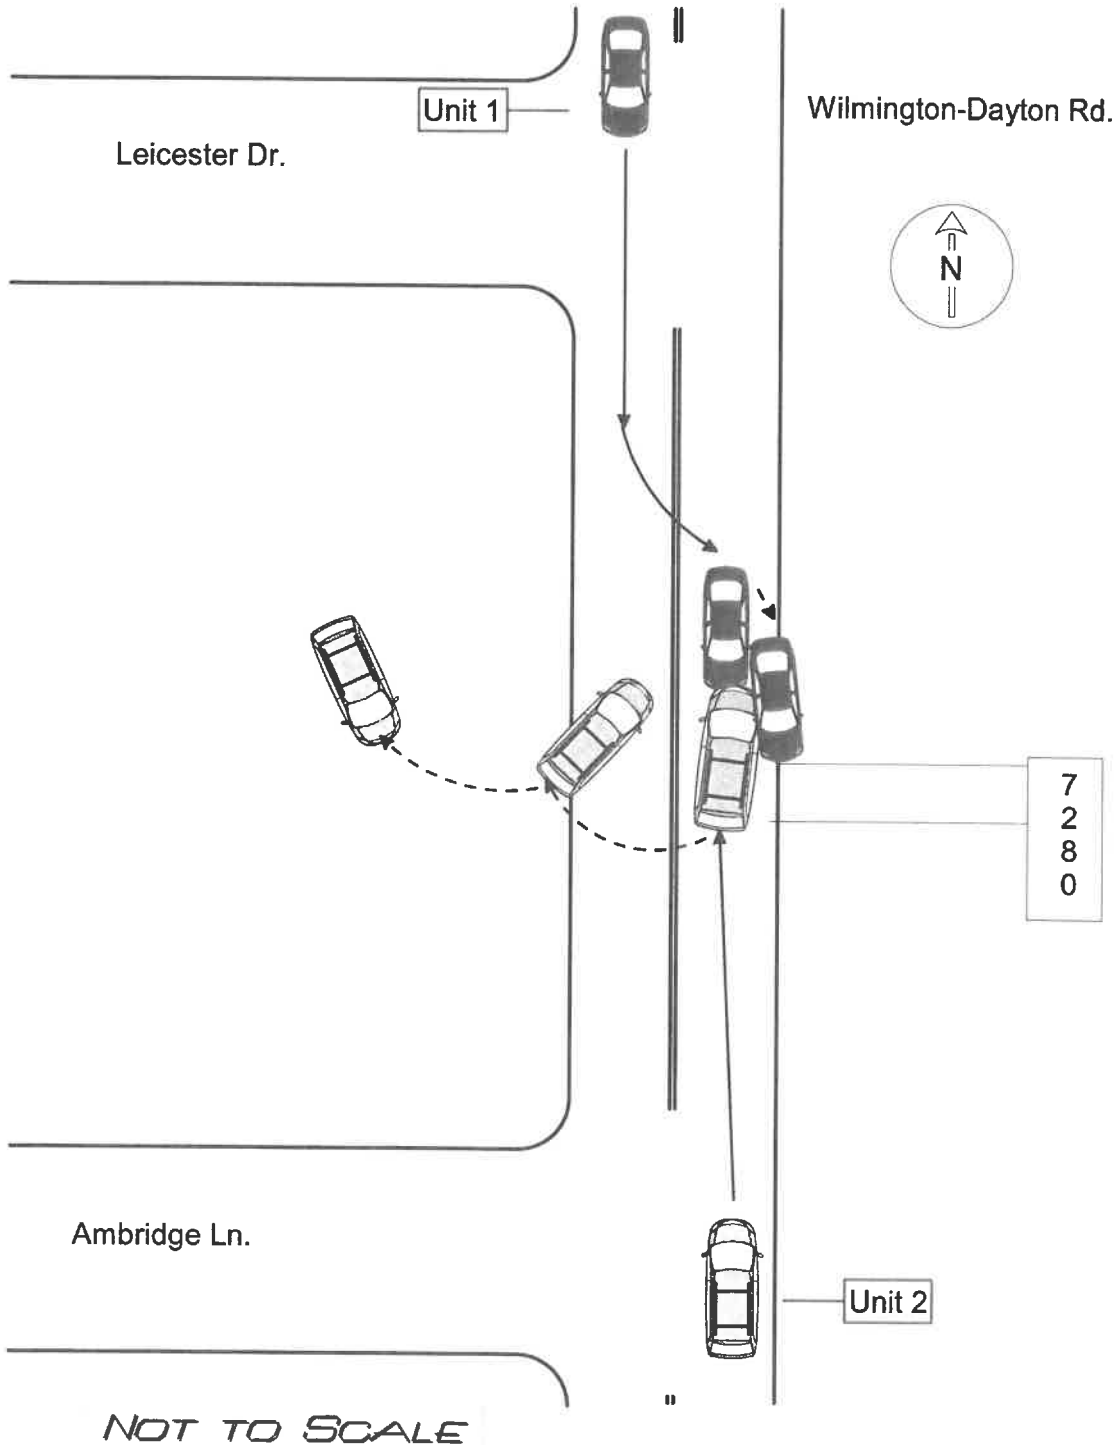 Unit 1
Wilmington-Dayton Rd.
Leicester Dr.
N
7
2
8
0
Ambridge Ln.
Unit 2
NOT TO SCALE